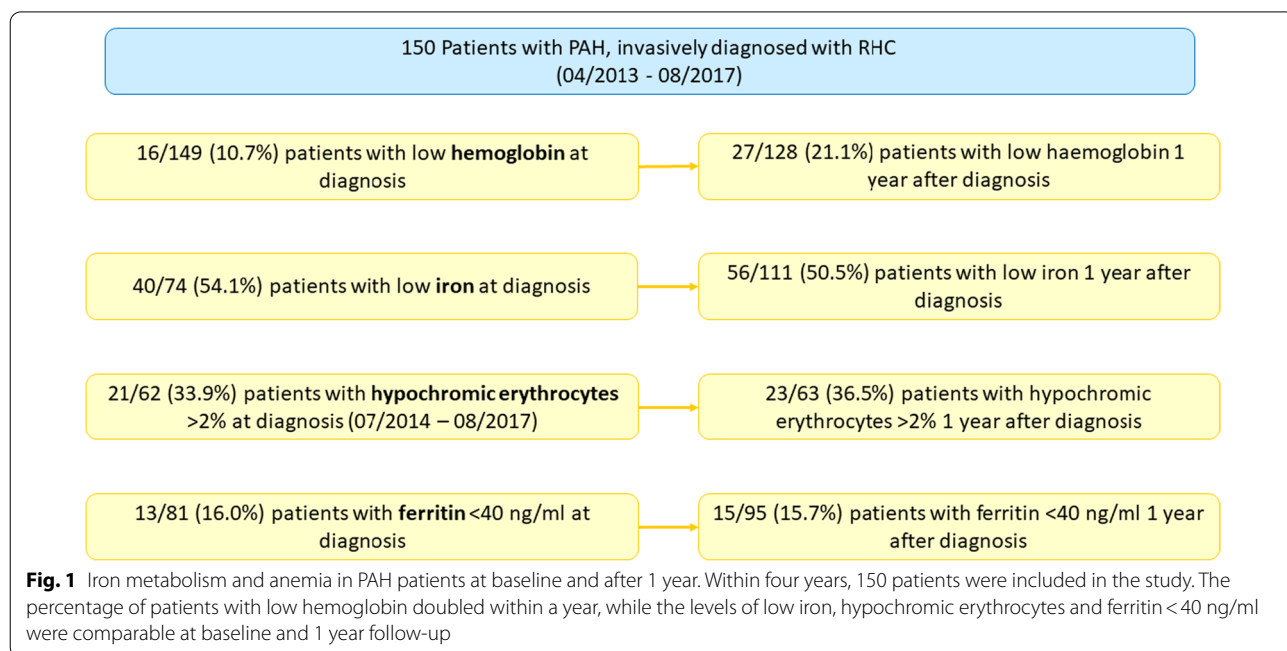 150 Patients with PAH, invasively diagnosed with RHC
(04/2013 - 08/2017)
16/149 (10.7%) patients with low hemoglobin at
diagnosis
27/128 (21.1%) patients with low haemoglobin 1
year after diagnosis
40/74 (54.1%) patients with low iron at diagnosis
56/111 (50.5%) patients with low iron 1 year after
diagnosis
21/62 (33.9%) patients with hypochromic erythrocytes
>2% at diagnosis (07/2014 – 08/2017)
23/63 (36.5%) patients with hypochromic
erythrocytes >2% 1 year after diagnosis
13/81 (16.0%) patients with ferritin <40 ng/ml at
diagnosis
15/95 (15.7%) patients with ferritin <40 ng/ml 1 year
after diagnosis
Fig. 1 Iron metabolism and anemia in PAH patients at baseline and after 1 year. Within four years, 150 patients were included in the study. The
percentage of patients with low hemoglobin doubled within a year, while the levels of low iron, hypochromic erythrocytes and ferritin < 40 ng/ml
were comparable at baseline and 1 year follow-up